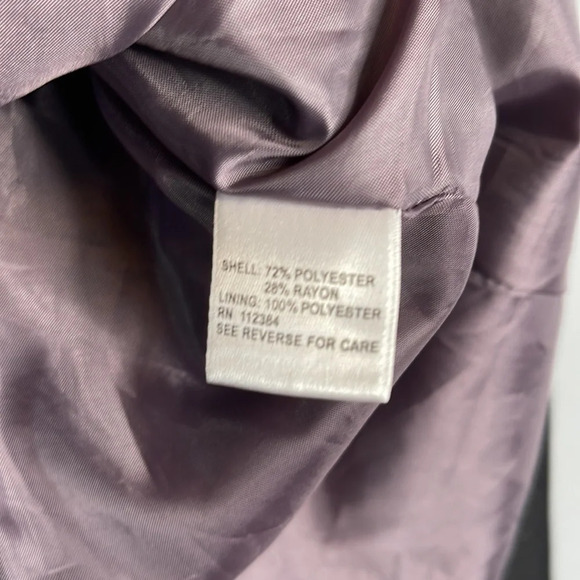 SHELL: 72% POLYESTER
28% RAYON
LINING: 100% POLYESTER
RN 112384
SEE REVERSE FOR CARE